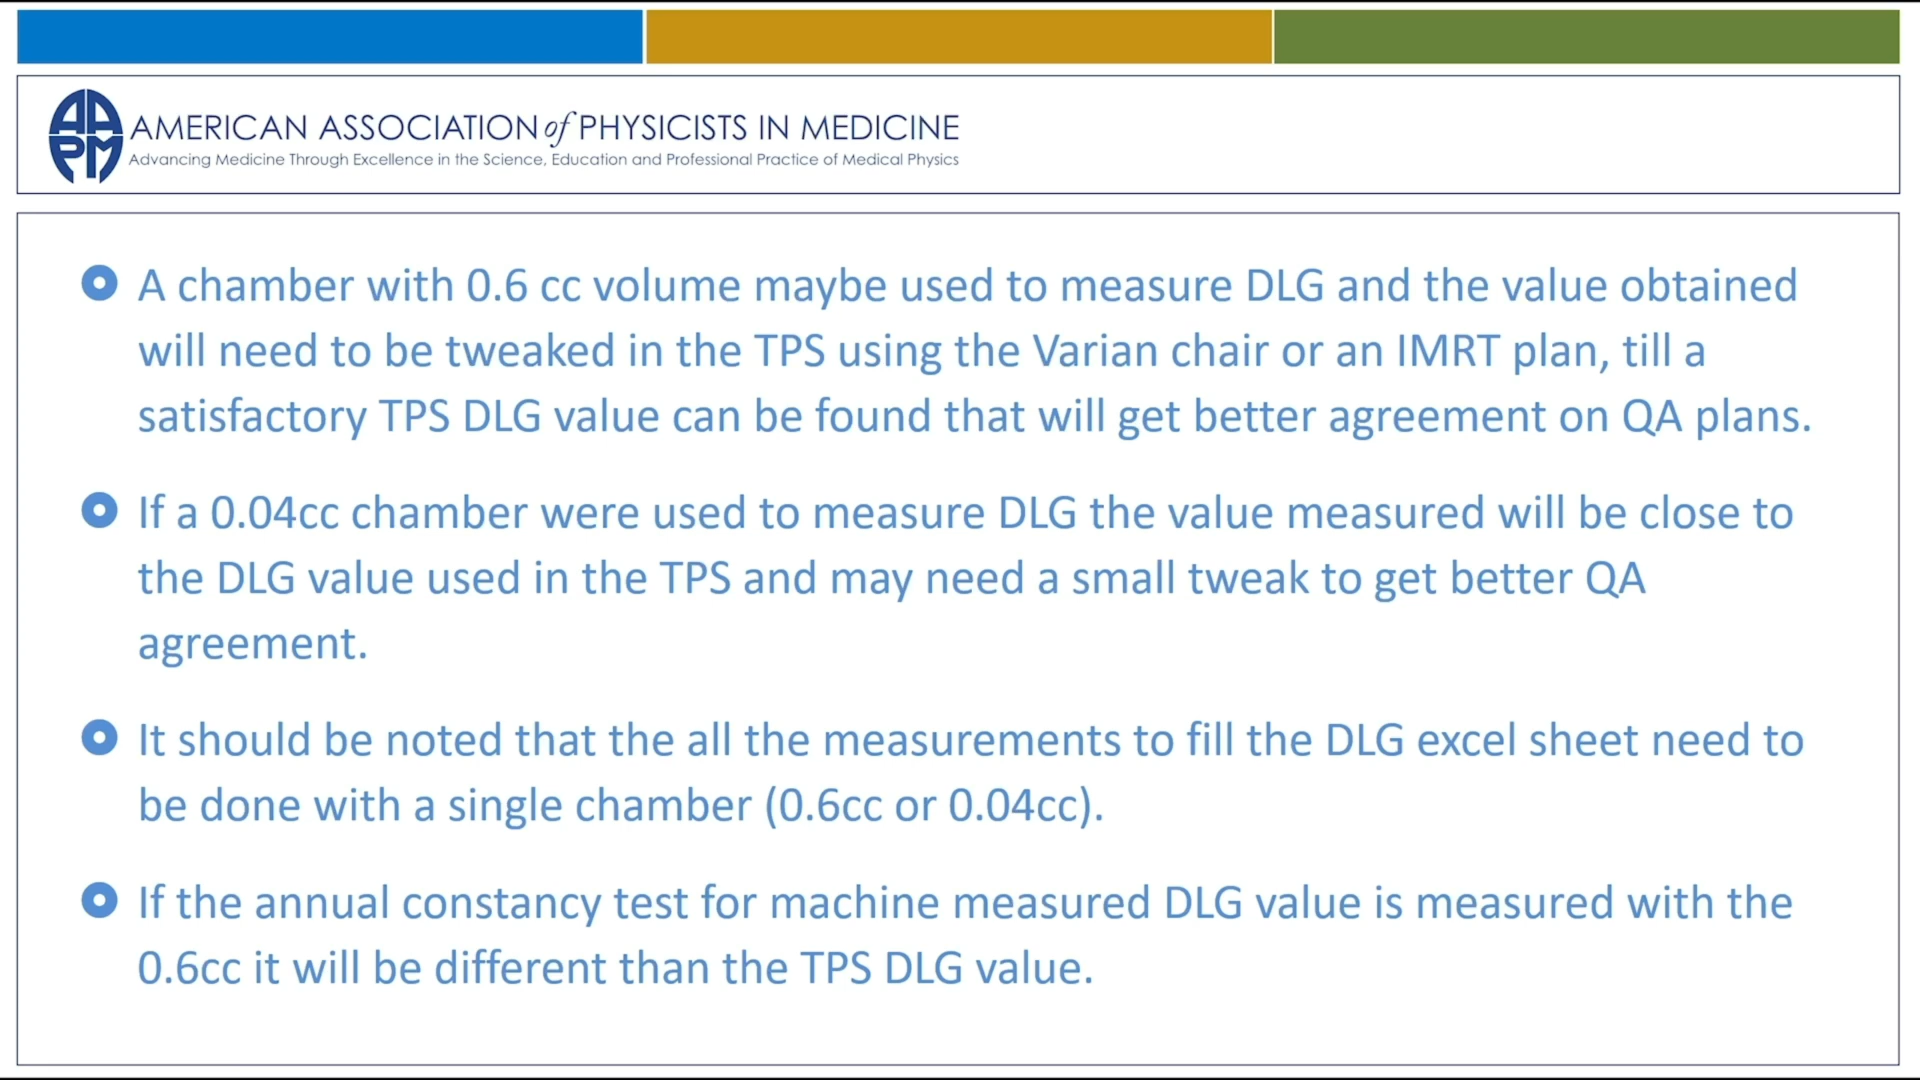 AAPM
AMERICAN ASSOCIATION of PHYSICISTS IN MEDICINE
Advancing Medicine Through Excellence in the Science, Education and Professional Practice of Medical Physics
A chamber with 0.6 cc volume maybe used to measure DLG and the value obtained
will need to be tweaked in the TPS using the Varian chair or an IMRT plan, till a
satisfactory TPS DLG value can be found that will get better agreement on QA plans.
If a 0.04cc chamber were used to measure DLG the value measured will be close to
the DLG value used in the TPS and may need a small tweak to get better QA
agreement.
It should be noted that the all the measurements to fill the DLG excel sheet need to
be done with a single chamber (0.6cc or 0.04cc).
If the annual constancy test for machine measured DLG value is measured with the
0.6cc it will be different than the TPS DLG value.